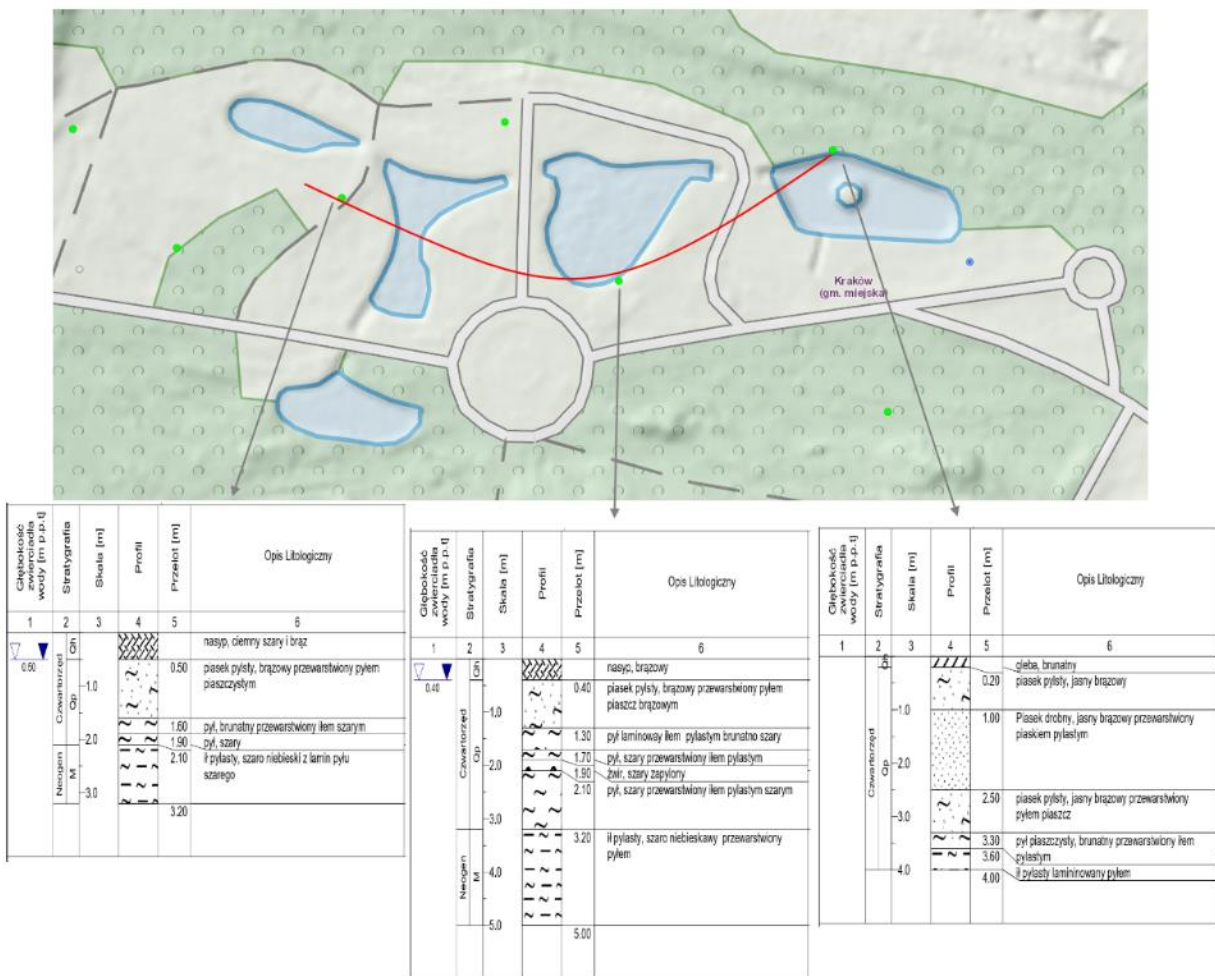 Kraków
(gm. miejska)
Głębokość zwierciadła wody [m p.p.t]
Stratygrafia
Skala [m]
Profil
Przelot [m]
Opis Litologiczny
1 2 3 4 5 6
0.50
Czwartorzęd
Qh
Qp
Neogen
M
1.0
2.0
3.0
nasyp, ciemny szary i brąz
0.50 piasek pylsty, brązowy przewarstwiony pyłem
piaszczystym
1.60 pył, brunatny przewarstwiony iłem szarym
1.90 pył, szary
2.10 ił pylasty, szaro niebieski z lamin pyłu
szarego
3.20
Głębokość zwierciadła wody [m p.p.t]
Stratygrafia
Skala [m]
Profil
Przelot [m]
Opis Litologiczny
1 2 3 4 5 6
0.40
Czwartorzęd
Qh
Qp
Neogen
M
1.0
2.0
3.0
4.0
5.0
nasyp, brązowy
0.40 piasek pylsty, brązowy przewarstwiony pyłem
piaszcz brązowym
1.30 pył laminoway iłem pylastym brunatno szary
1.70 pył, szary przewarstwiony iłem pylastym
1.90 żwir, szary zapylony
2.10 pył, szary przewarstwiony iłem pylastym szarym
3.20 ił pylasty, szaro niebieskawy przewarstwiony
pyłem
5.00
Głębokość zwierciadła wody [m p.p.t]
Stratygrafia
Skala [m]
Profil
Przelot [m]
Opis Litologiczny
1 2 3 4 5 6
Czwartorzęd
Qh
Qp
1.0
3.0
4.0
gleba, brunatny
0.20 piasek pylsty, jasny brązowy
1.00 Piasek drobny, jasny brązowy przewarstwiony
piaskiem pylastym
2.50 piasek pylsty, jasny brązowy przewarstwiony
pyłem piaszcz
3.30 pył piaszczysty, brunatny przewarstwiony iłem
3.60 pylastym
4.00 ił pylasty lamininowany pyłem